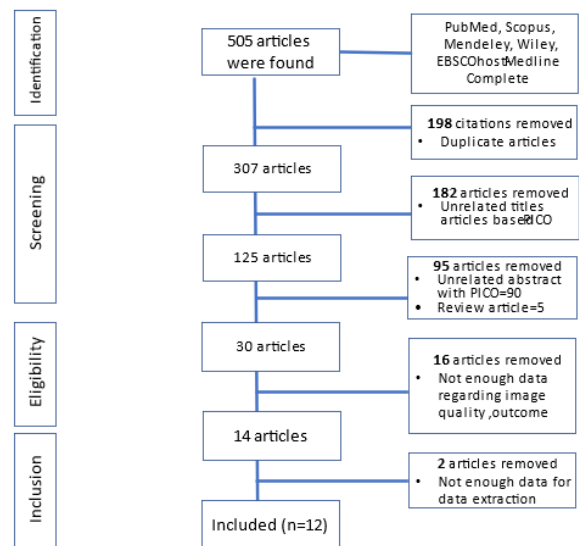 Identification
505 articles
were found
PubMed, Scopus,
Mendeley, Wiley,
EBSCOhostMedline
Complete
198 citations removed
• Duplicate articles
Screening
307 articles
182 articles removed
• Unrelated titles
articles basedPICO
125 articles
95 articles removed
• Unrelated abstract
with PICO=90
• Review article=5
Eligibility
30 articles
16 articles removed
• Not enough data
regarding image
quality ,outcome
14 articles
Inclusion
2 articles removed
• Not enough data for
data extraction
Included (n=12)